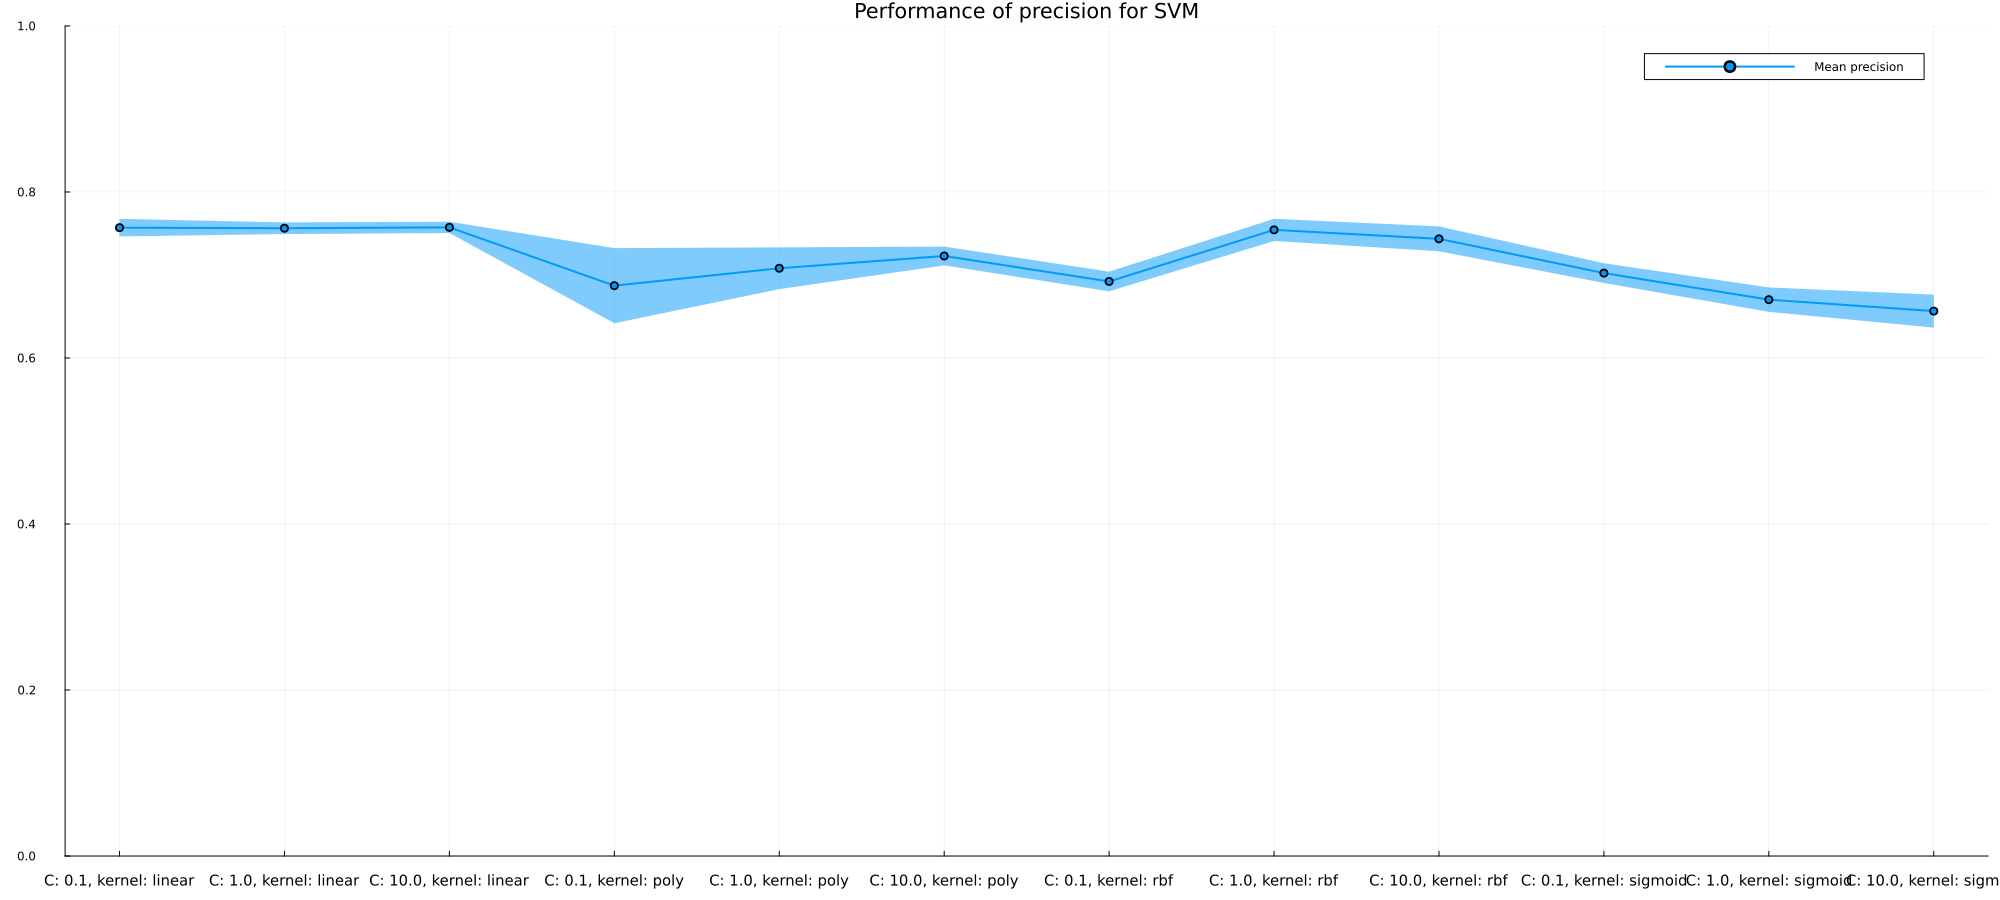 Performance of precision for SVM
Mean precision
1.0
0.8
0.6
0.4
0.2
0.0
C: 0.1, kernel: linear
C: 1.0, kernel: linear
C: 10.0, kernel: linear
C: 0.1, kernel: poly
C: 1.0, kernel: poly
C: 10.0, kernel: poly
C: 0.1, kernel: rbf
C: 1.0, kernel: rbf
C: 10.0, kernel: rbf
C: 0.1, kernel: sigmoid
C: 1.0, kernel: sigmoid
C: 10.0, kernel: sigm